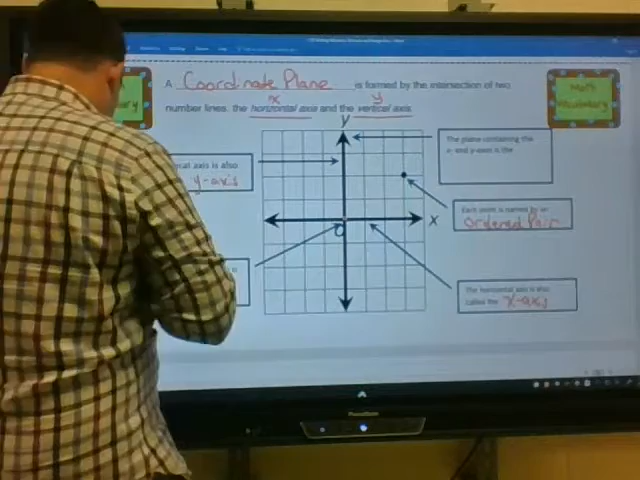 A Coordinate Plane is formed by the intersection of two
x y
number lines. the horizontal axis and the vertical axis.
Math
Vocabulary
y
The plane containing the
x- and y-axis is the
axis is also
y-axis
Each point is named by an
Ordered Pair
x
O
The horizontal axis is also
called the x-axis